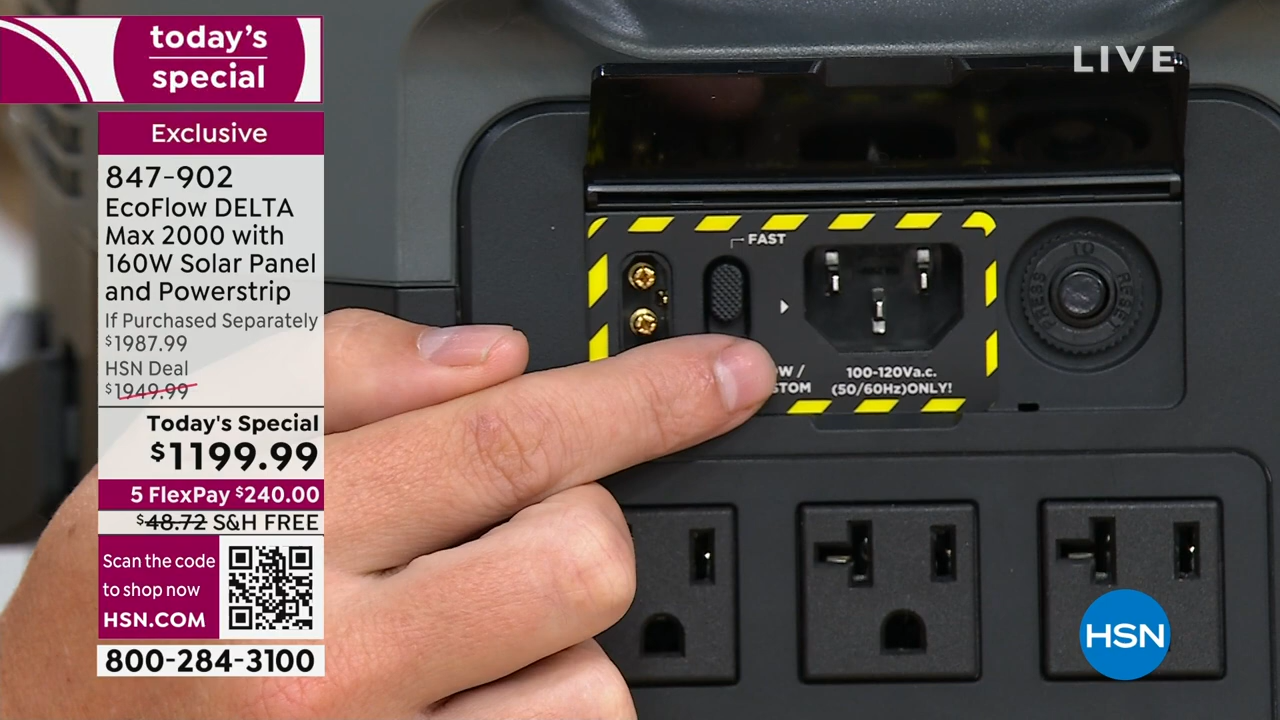 today's
special
Exclusive
847-902
EcoFlow DELTA
Max 2000 with
160W Solar Panel
and Powerstrip
If Purchased Separately
$1987.99
HSN Deal
$1949.99
Today's Special
$1199.99
5 FlexPay $240.00
$48.72 S&H FREE
Scan the code
to shop now
HSN.COM
800-284-3100
LIVE
FAST
100-120Va.c.
(50/60Hz)ONLY!
PRESS TO RESET
HSN